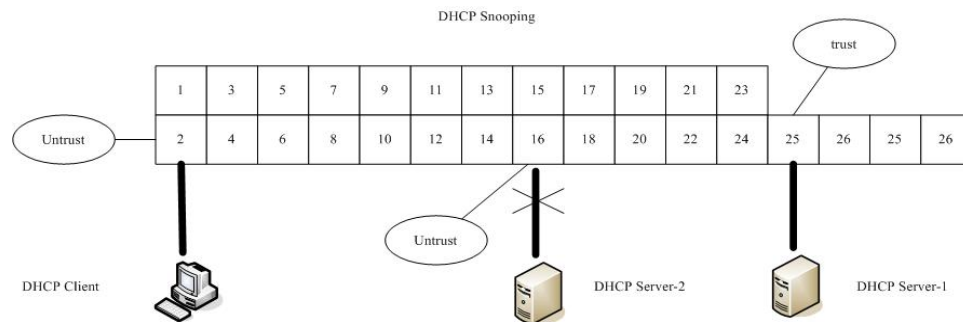 DHCP Snooping
trust
1 3 5 7 9 11 13 15 17 19 21 23
Untrust
2 4 6 8 10 12 14 16 18 20 22 24 25 26 25 26
Untrust
DHCP Client
DHCP Server-2
DHCP Server-1